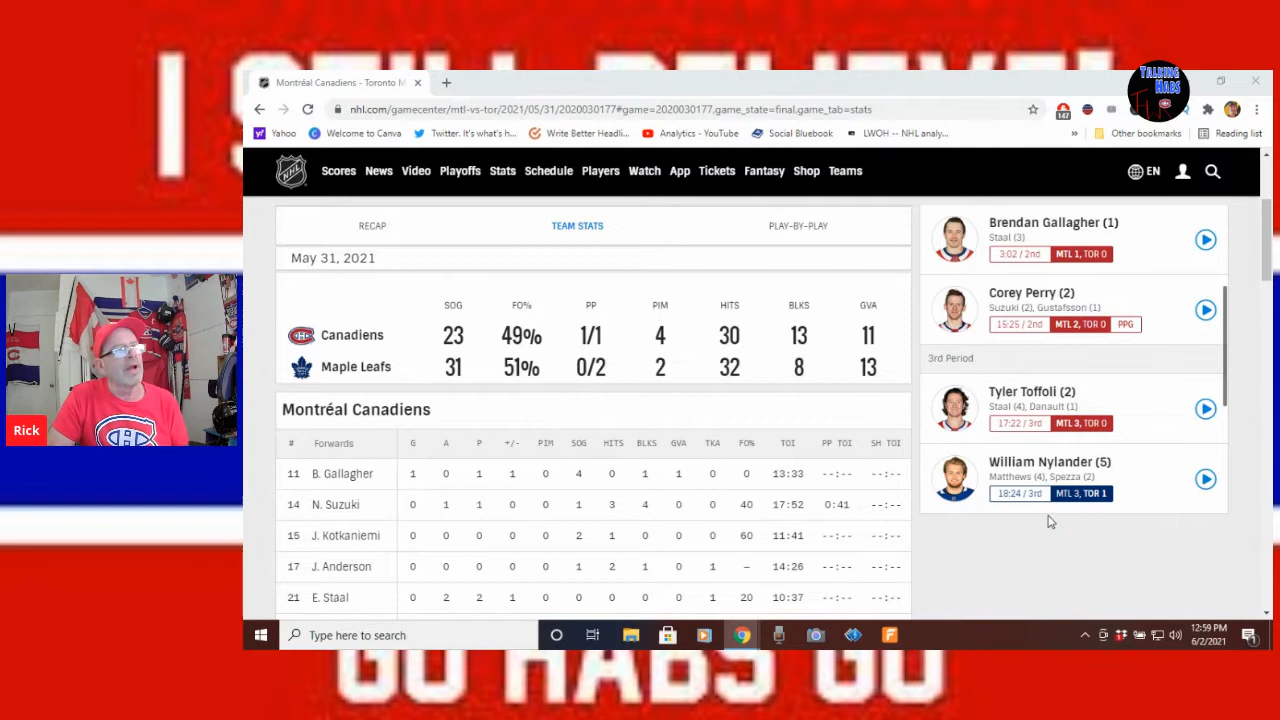 I STILL BELIEVE!
TALKING
HABS
Montréal Canadiens - Toronto M
nhl.com/gamecenter/mtl-vs-tor/2021/05/31/2020030177#game=2020030177.game_state=final.game_tab=stats
147
Yahoo Welcome to Canva Twitter. It's what's h... Write Better Headli... Analytics - YouTube Social Bluebook LWOH -- NHL analy... » Other bookmarks Reading list
Scores News Video Playoffs Stats Schedule Players Watch App Tickets Fantasy Shop Teams EN
RECAP TEAM STATS PLAY-BY-PLAY
May 31, 2021
SOG FO% PP PIM HITS BLKS GVA
Canadiens 23 49% 1/1 4 30 13 11
Maple Leafs 31 51% 0/2 2 32 8 13
Montréal Canadiens
# Forwards G A P +/- PIM SOG HITS BLKS GVA TKA FO% TOI PP TOI SH TOI
11 B. Gallagher 1 0 1 1 0 4 0 1 1 0 0 13:33 --:-- --:--
14 N. Suzuki 0 1 1 0 0 1 3 4 0 0 40 17:52 0:41 --:--
15 J. Kotkaniemi 0 0 0 0 0 2 1 0 0 0 60 11:41 --:-- --:--
17 J. Anderson 0 0 0 0 0 1 2 1 0 1 – 14:26 --:-- --:--
21 E. Staal 0 2 2 1 0 0 0 0 0 1 20 10:37 --:-- --:--
Brendan Gallagher (1)
Staal (3)
3:02 / 2nd MTL 1, TOR 0
Corey Perry (2)
Suzuki (2), Gustafsson (1)
15:25 / 2nd MTL 2, TOR 0 PPG
3rd Period
Tyler Toffoli (2)
Staal (4), Danault (1)
17:22 / 3rd MTL 3, TOR 0
William Nylander (5)
Matthews (4), Spezza (2)
18:24 / 3rd MTL 3, TOR 1
Rick
Type here to search
12:59 PM
6/2/2021
GO HABS GO